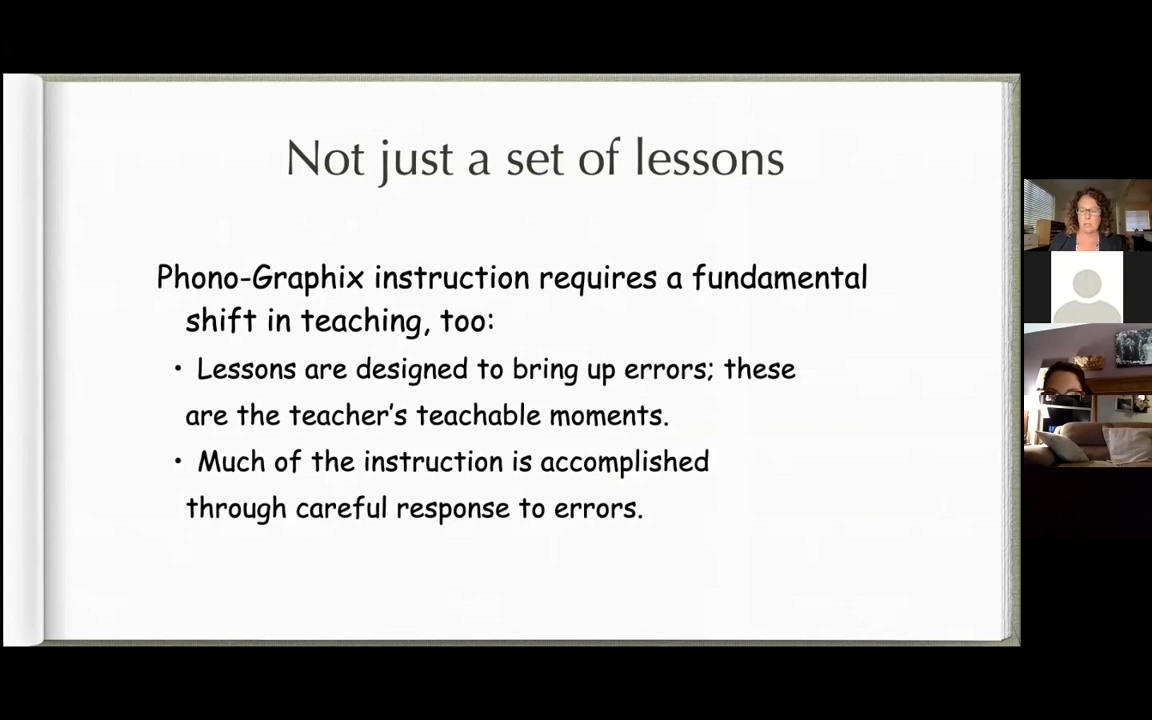 Not just a set of lessons
Phono-Graphix instruction requires a fundamental
shift in teaching, too:
• Lessons are designed to bring up errors; these
are the teacher's teachable moments.
• Much of the instruction is accomplished
through careful response to errors.